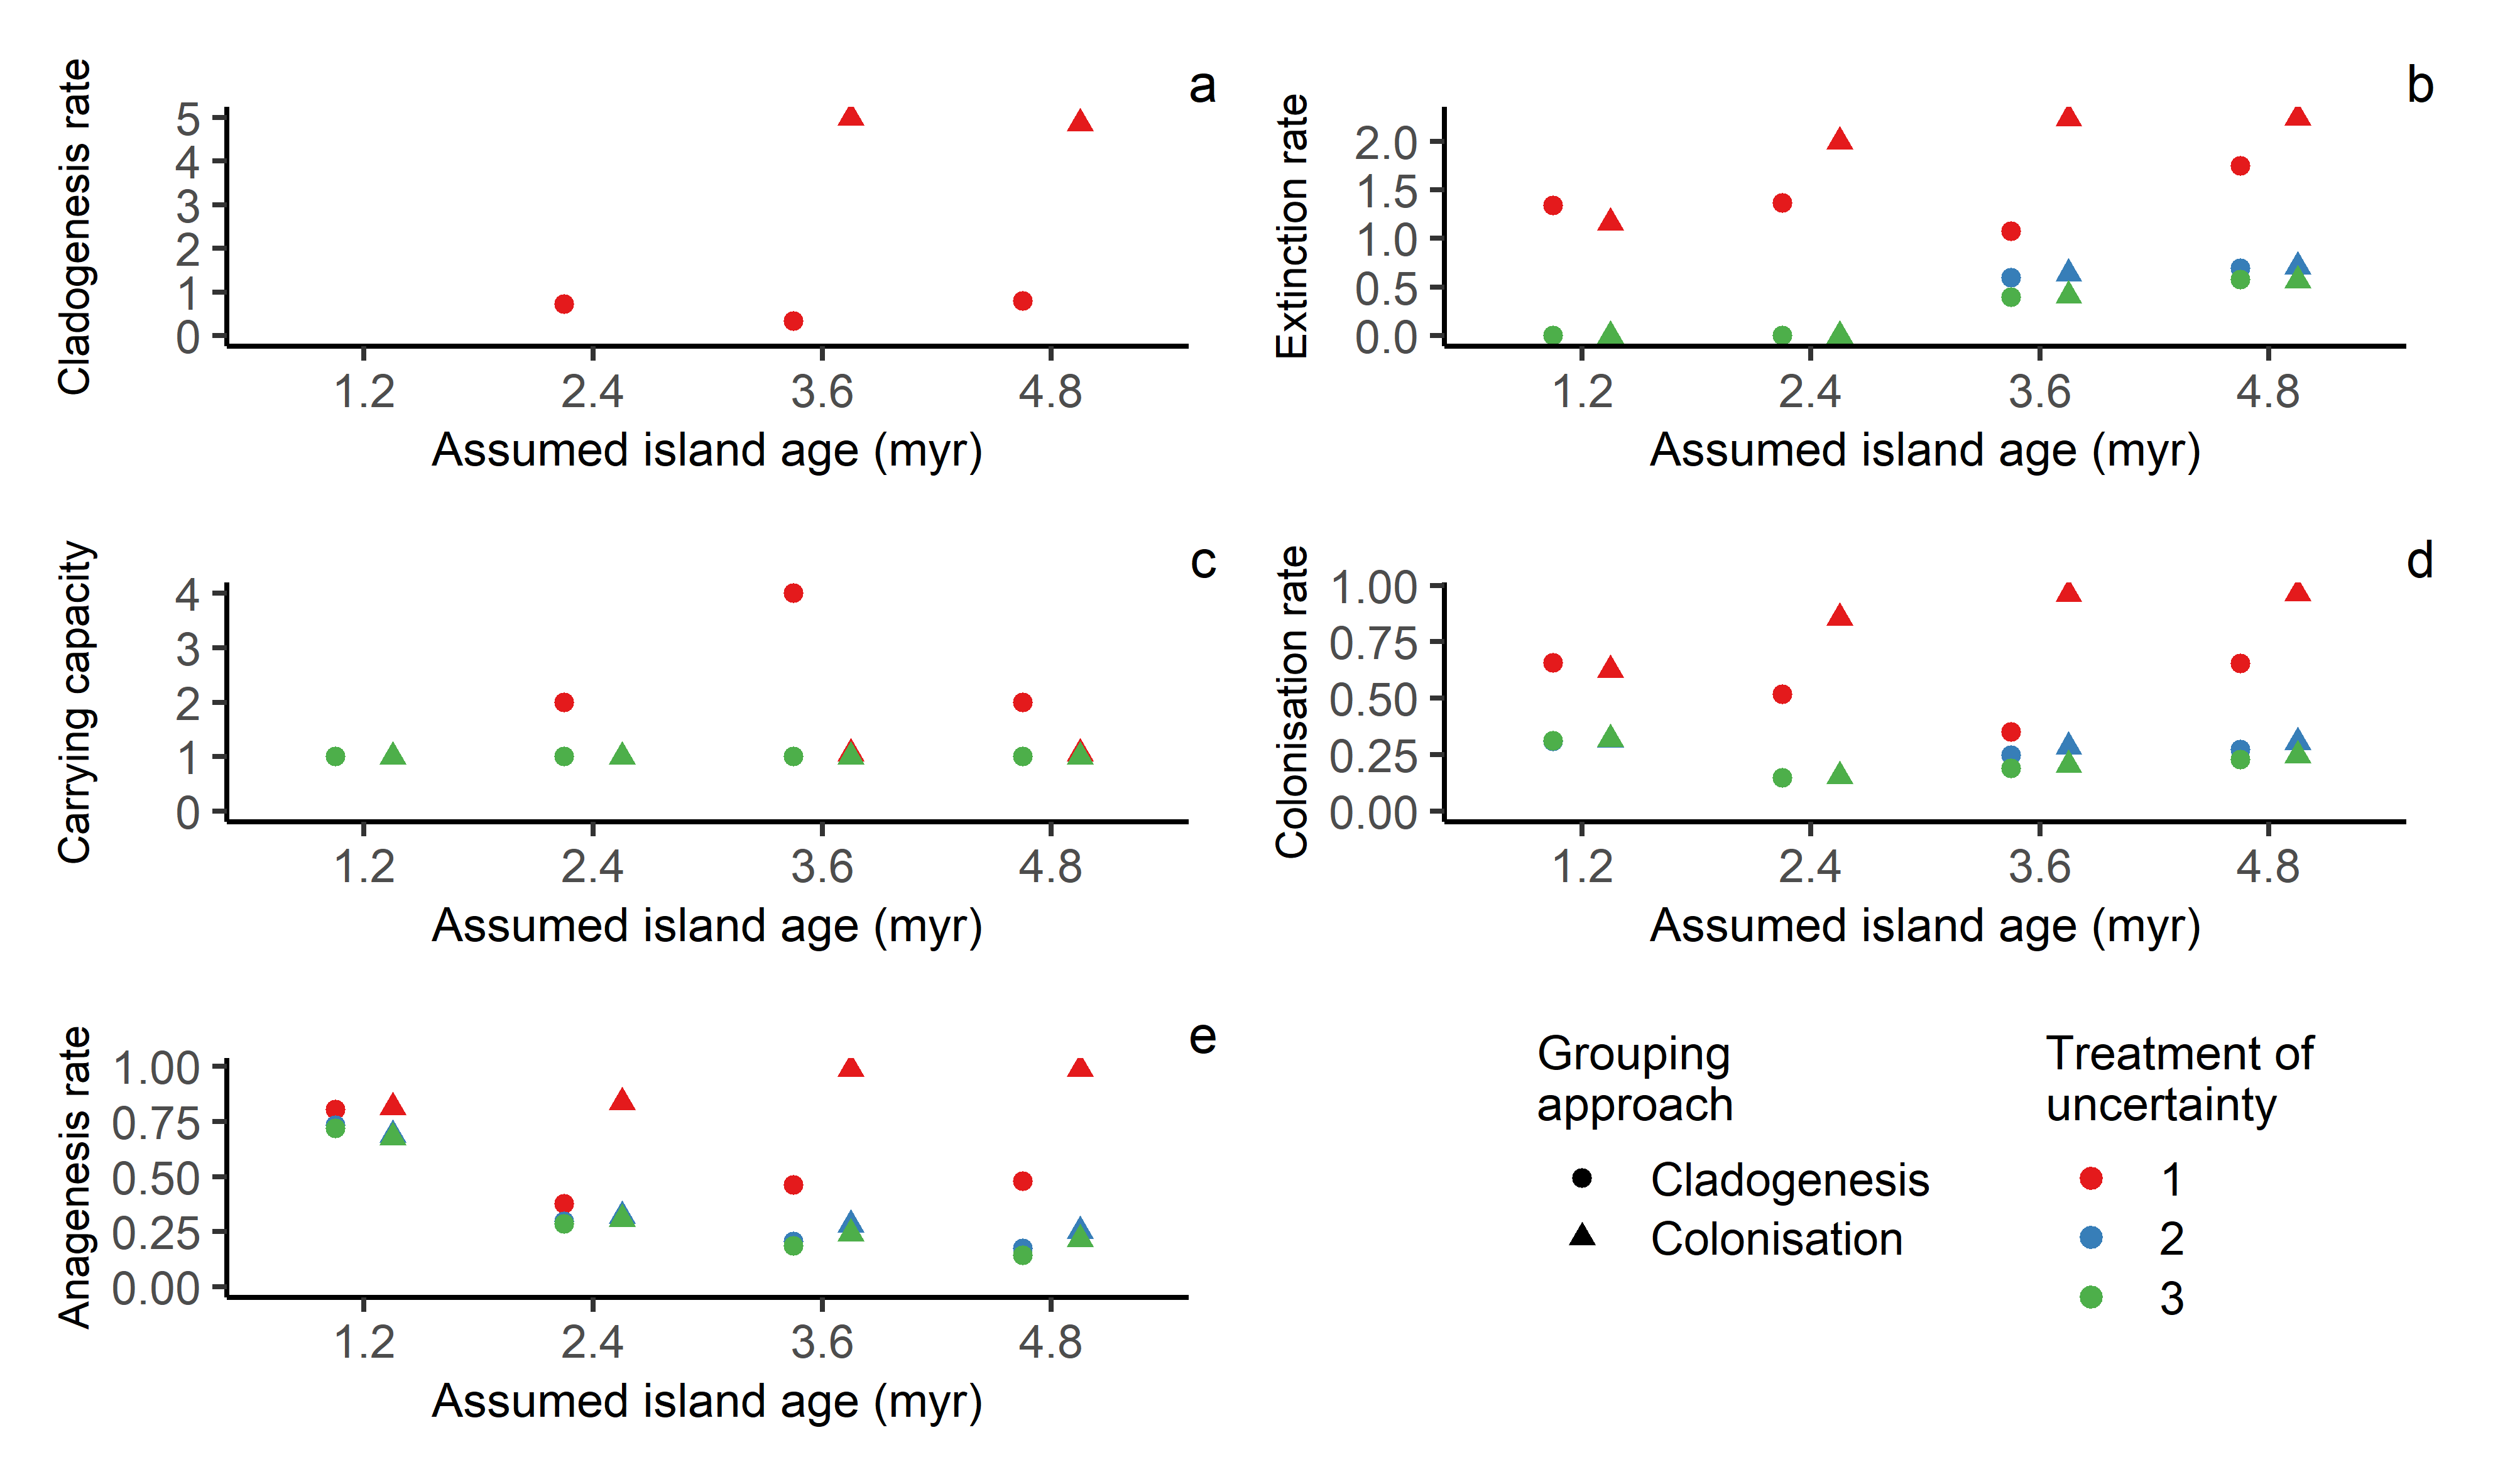 a
Cladogenesis rate
5
4
3
2
1
0
1.2 2.4 3.6 4.8
Assumed island age (myr)
b
Extinction rate
2.0
1.5
1.0
0.5
0.0
1.2 2.4 3.6 4.8
Assumed island age (myr)
c
Carrying capacity
4
3
2
1
0
1.2 2.4 3.6 4.8
Assumed island age (myr)
d
Colonisation rate
1.00
0.75
0.50
0.25
0.00
1.2 2.4 3.6 4.8
Assumed island age (myr)
e
Anagenesis rate
1.00
0.75
0.50
0.25
0.00
1.2 2.4 3.6 4.8
Assumed island age (myr)
Grouping
approach
Cladogenesis
Colonisation
Treatment of
uncertainty
1
2
3